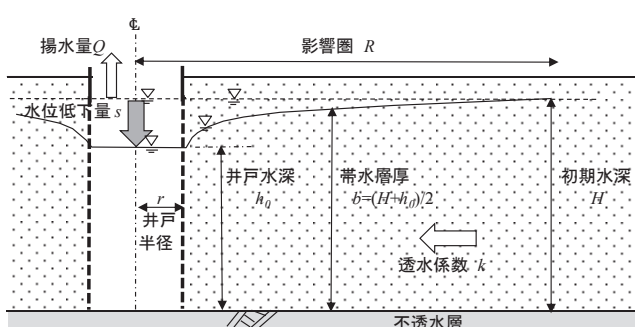 ℄
揚水量Q
影響圏 R
水位低下量 s
井戸水深
h₀
帯水層厚
b=(H+h₀)/2
初期水深
H
r
井戸
半径
透水係数 k
不透水層